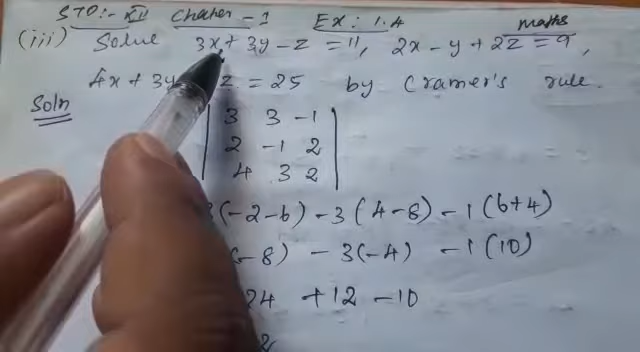 STD:- XII Chapter - 1 Ex: 1.4 maths
(iii) Solve 3x + 3y - z = 11, 2x - y + 2z = 9,
4x + 3y z = 25 by Cramer's rule.
Soln
3 3 -1
2 -1 2
4 3 2
(-2-6) - 3(4-8) - 1(6+4)
(-8) - 3(-4) - 1(10)
24 + 12 - 10
2